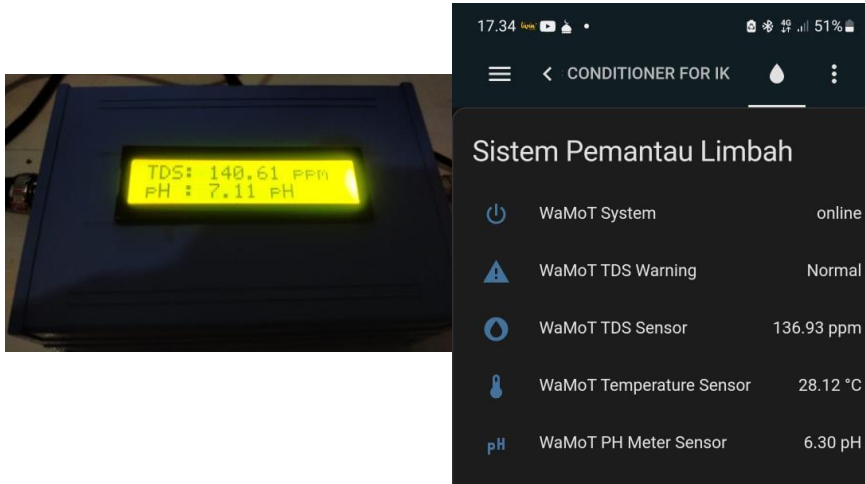 TDS: 140.61 PPM
PH : 7.11 PH
17.34
4G
51%
CONDITIONER FOR IK
Sistem Pemantau Limbah
WaMoT System online
WaMoT TDS Warning Normal
WaMoT TDS Sensor 136.93 ppm
WaMoT Temperature Sensor 28.12 °C
pH WaMoT PH Meter Sensor 6.30 pH